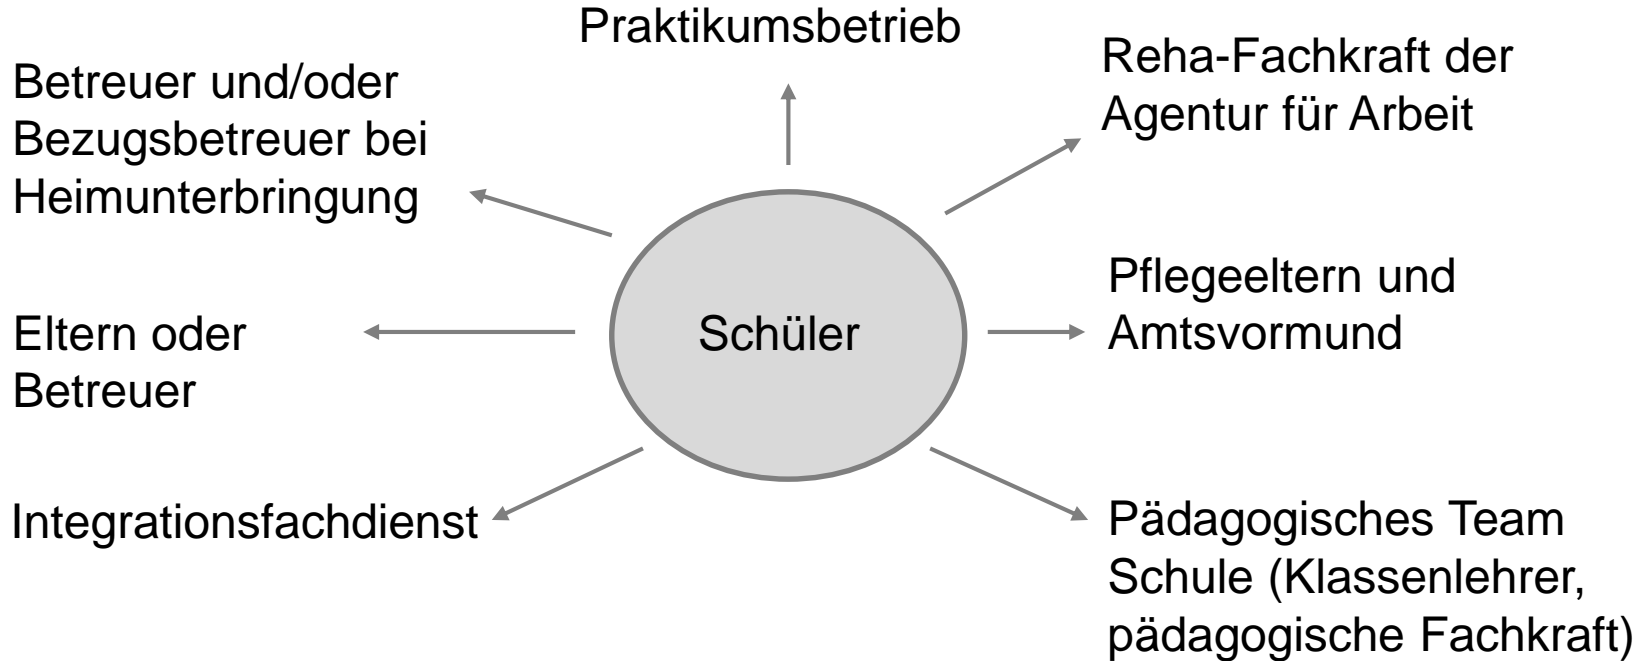 Praktikumsbetrieb
Betreuer und/oder
Bezugsbetreuer bei
Heimunterbringung
Reha-Fachkraft der
Agentur für Arbeit
Eltern oder
Betreuer
Schüler
Pflegeeltern und
Amtsvormund
Integrationsfachdienst
Pädagogisches Team
Schule (Klassenlehrer,
pädagogische Fachkraft)